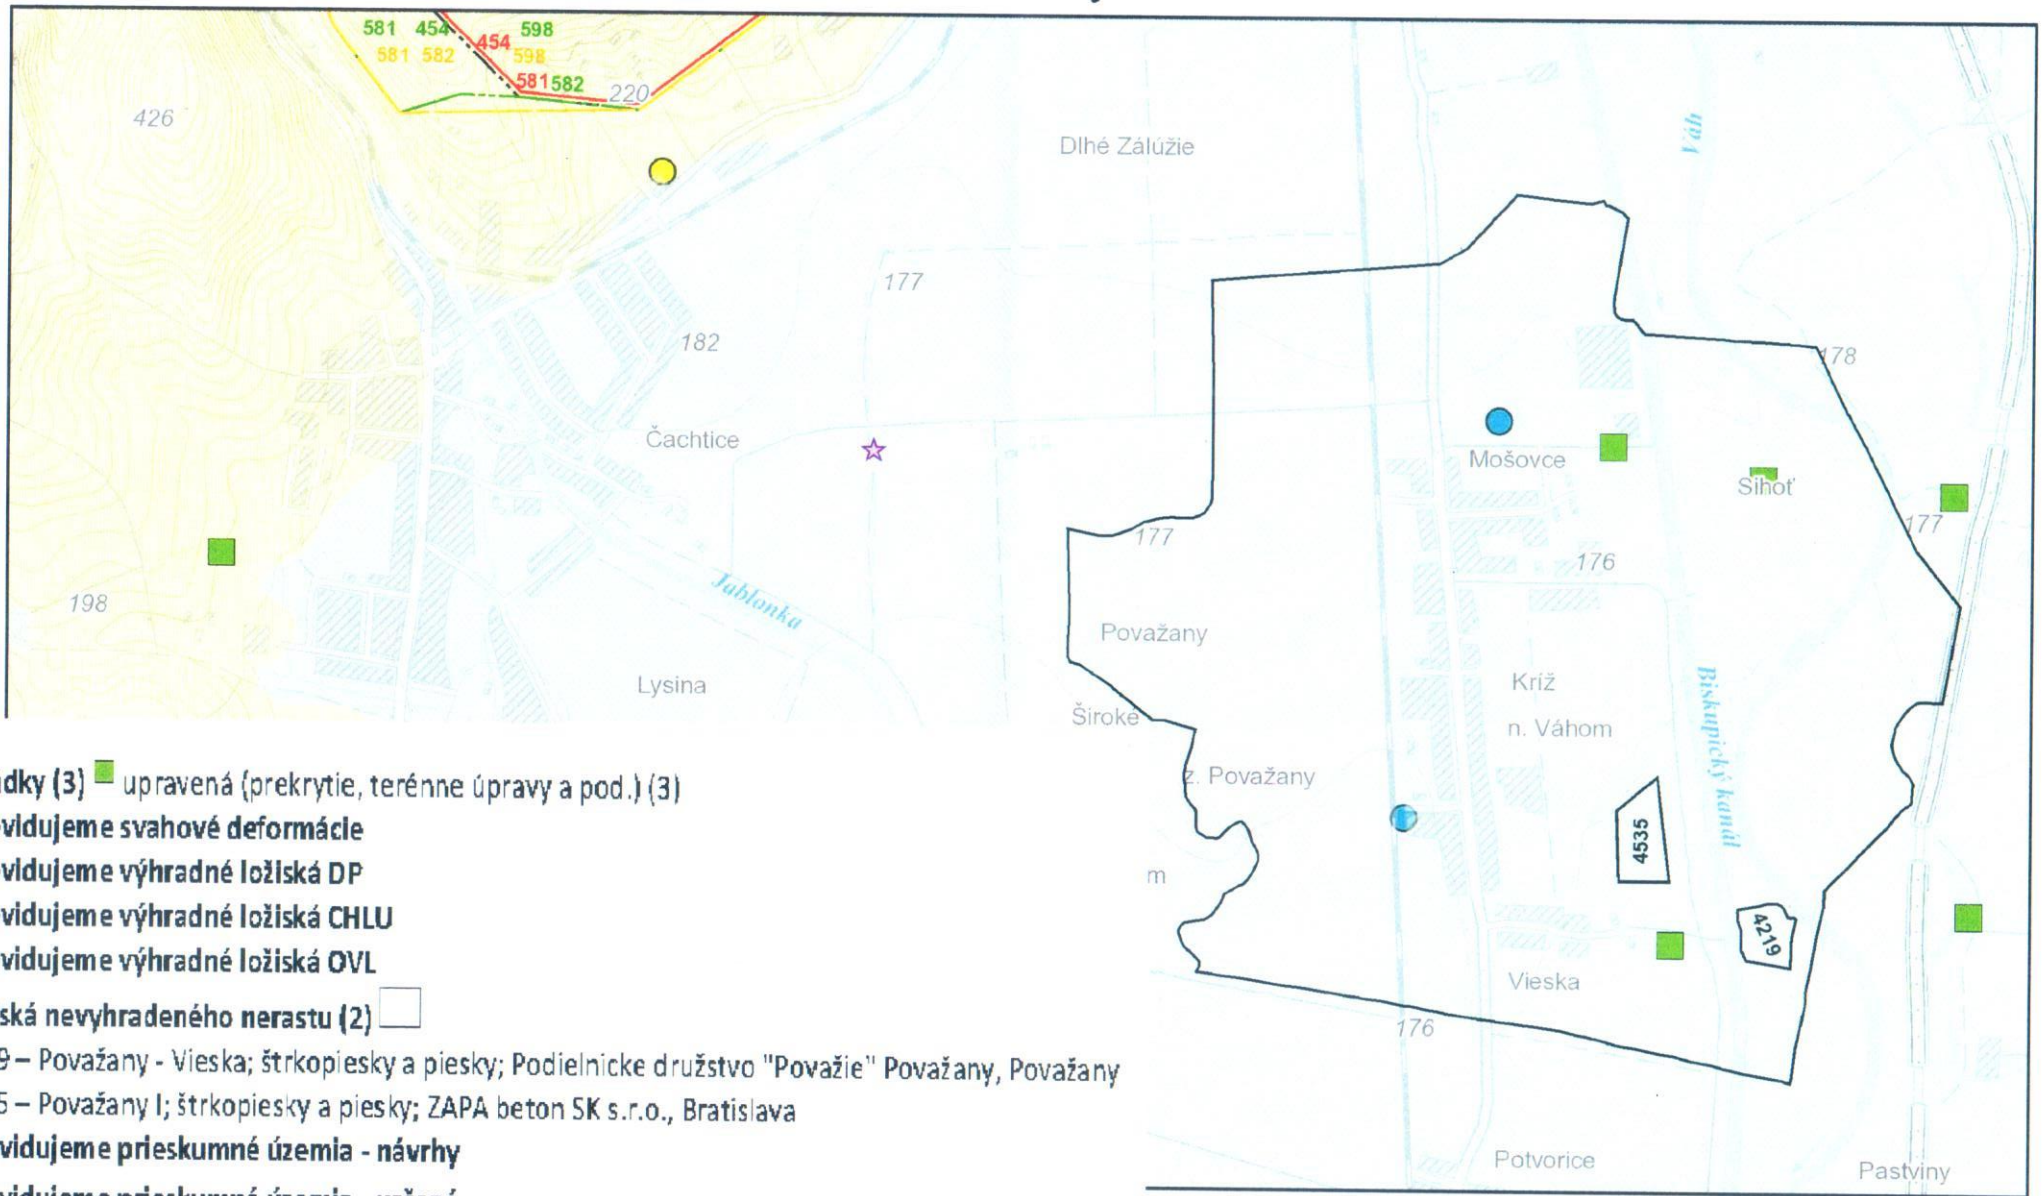 581 454 454 598
581 582 598
581 582
220
426
Dlhé Zálúžie
Váh
177
182
178
Čachtice
Mošovce
Sihoť
177
177
176
198
Jablonka
Považany
Lysina
Kríž
Široké
n. Váhom
Biskupický kanál
z. Považany
4535
m
4219
Vieska
176
Potvorice
Pastviny
dky (3) upravená (prekrytie, terénne úpravy a pod.) (3)
vidujeme svahové deformácie
vidujeme výhradné ložiská DP
vidujeme výhradné ložiská CHLU
vidujeme výhradné ložiská OVL
ská nevyhradeného nerastu (2)
9 – Považany - Vieska; štrkopiesky a piesky; Podielnicke družstvo "Považie" Považany, Považany
5 – Považany I; štrkopiesky a piesky; ZAPA beton SK s.r.o., Bratislava
vidujeme prieskumné územia - návrhy